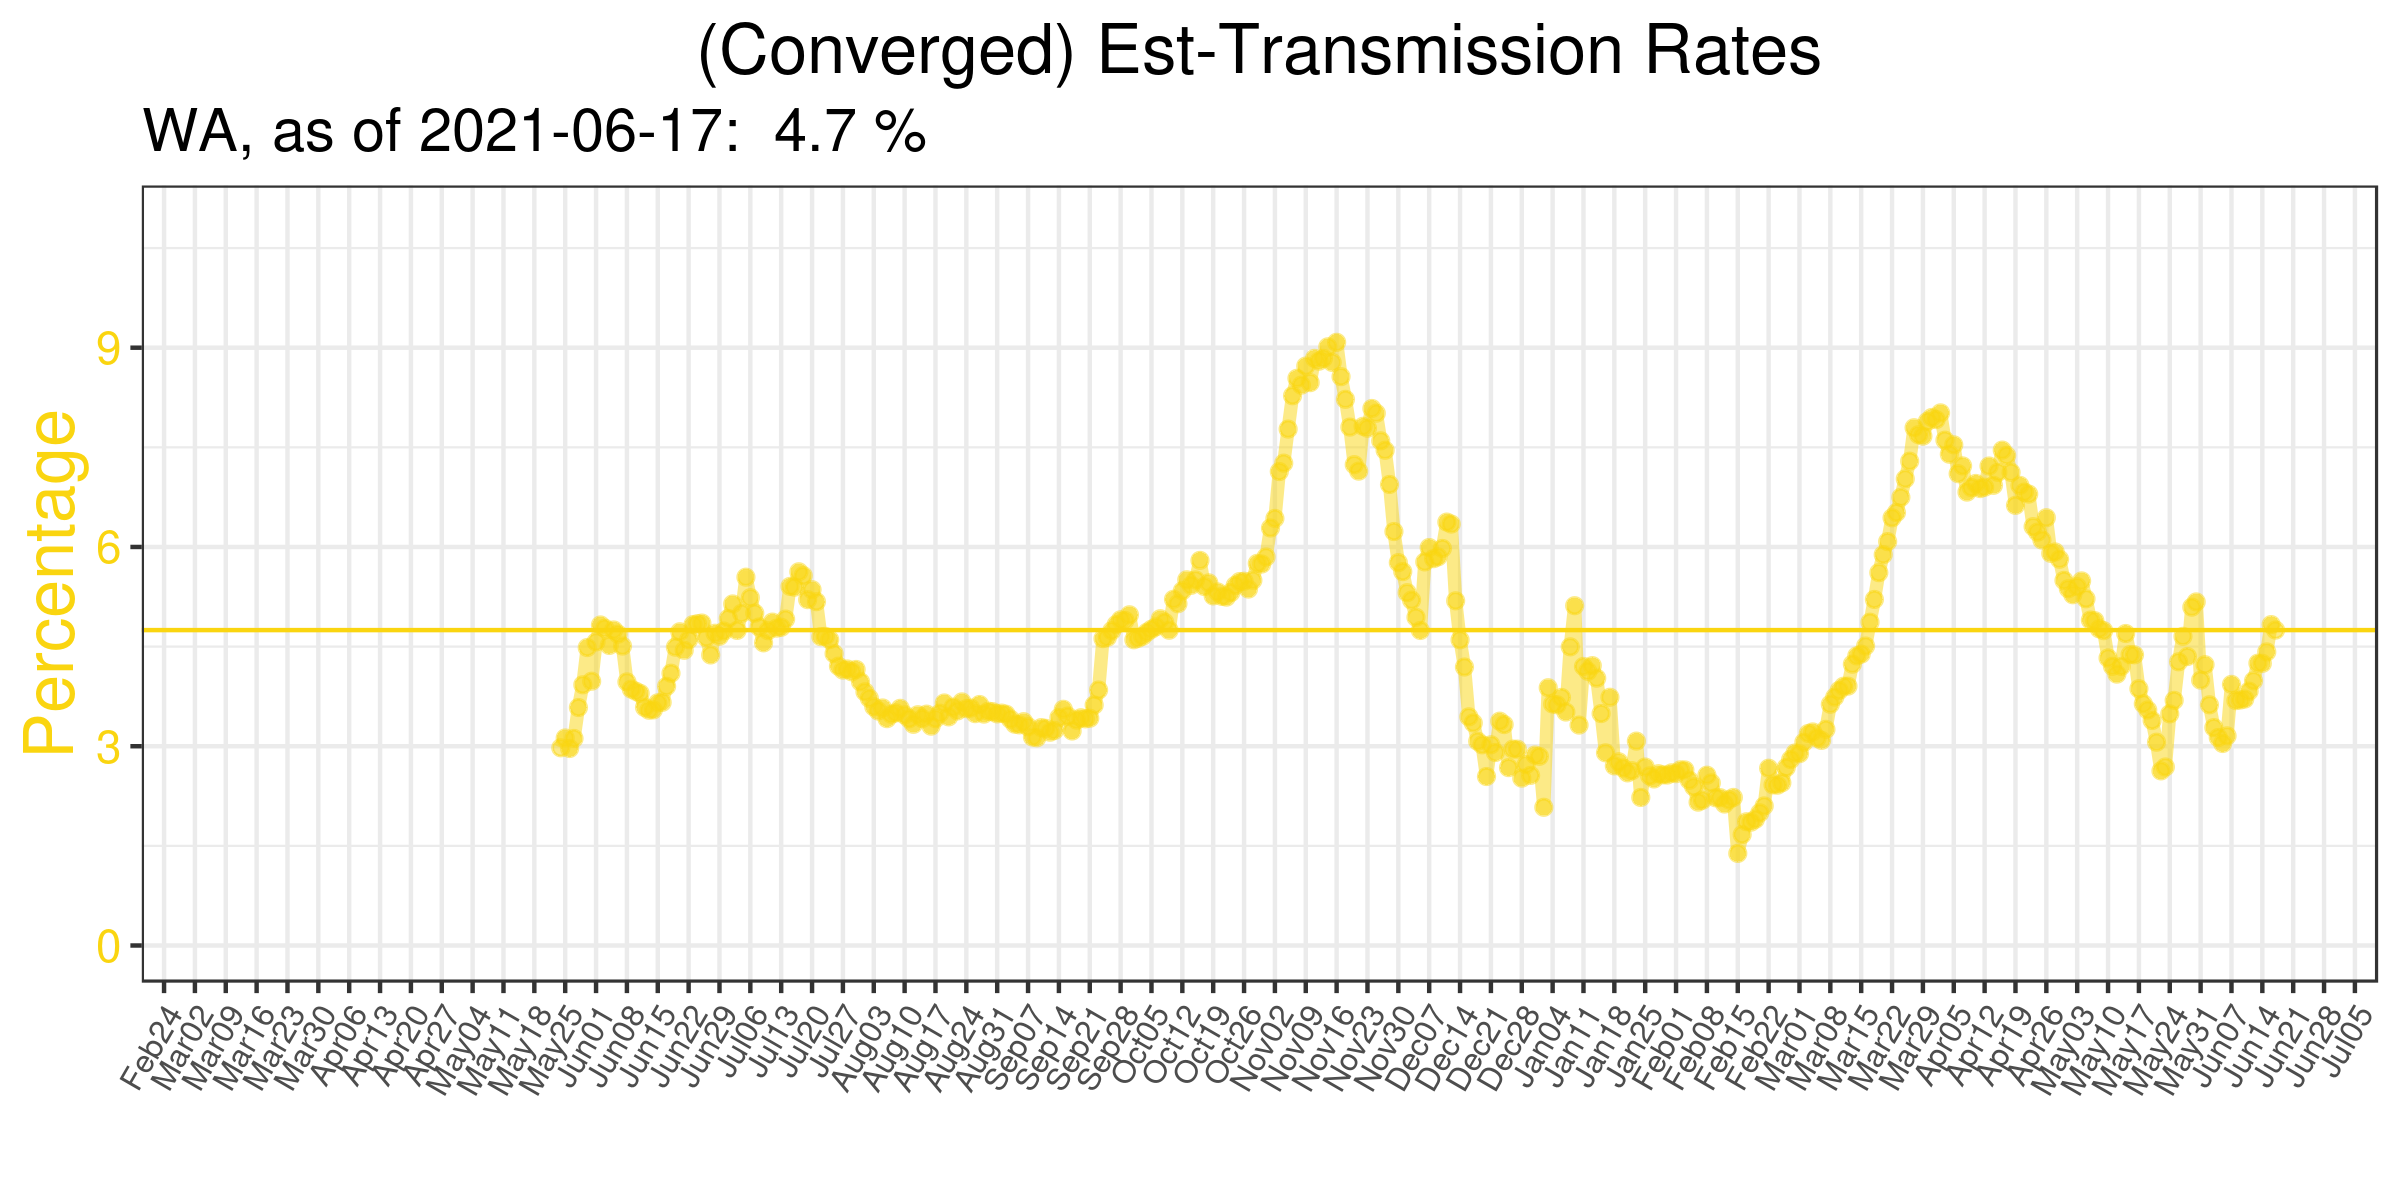 (Converged) Est-Transmission Rates
WA, as of 2021-06-17:  4.7 %
Percentage
9
6
3
0
Feb24
Mar02
Mar09
Mar16
Mar23
Mar30
Apr06
Apr13
Apr20
Apr27
May04
May11
May18
May25
Jun01
Jun08
Jun15
Jun22
Jun29
Jul06
Jul13
Jul20
Jul27
Aug03
Aug10
Aug17
Aug24
Aug31
Sep07
Sep14
Sep21
Sep28
Oct05
Oct12
Oct19
Oct26
Nov02
Nov09
Nov16
Nov23
Nov30
Dec07
Dec14
Dec21
Dec28
Jan04
Jan11
Jan18
Jan25
Feb01
Feb08
Feb15
Feb22
Mar01
Mar08
Mar15
Mar22
Mar29
Apr05
Apr12
Apr19
Apr26
May03
May10
May17
May24
May31
Jun07
Jun14
Jun21
Jun28
Jul05